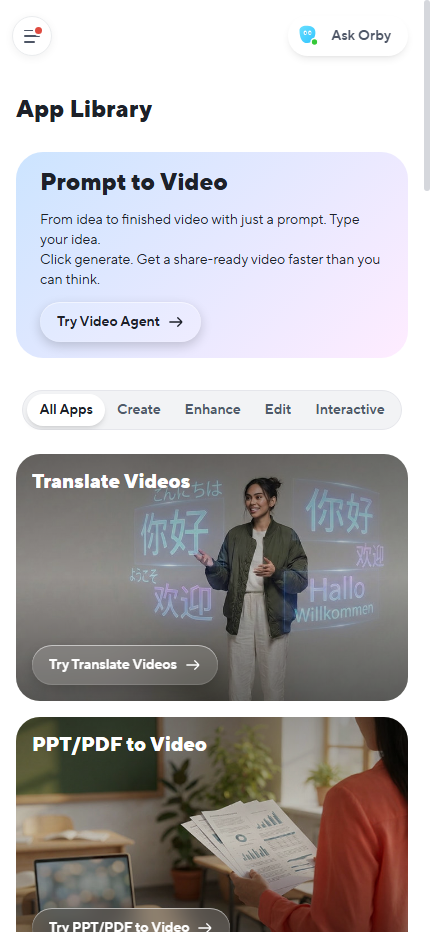 Ask Orby
App Library
Prompt to Video
From idea to finished video with just a prompt. Type
your idea.
Click generate. Get a share-ready video faster than you
can think.
Try Video Agent →
All Apps Create Enhance Edit Interactive
Translate Videos
こんにちは
你好
你好
ようこそ
欢迎
欢迎
Hallo
Willkommen
Try Translate Videos →
PPT/PDF to Video
Try PPT/PDF to Video →